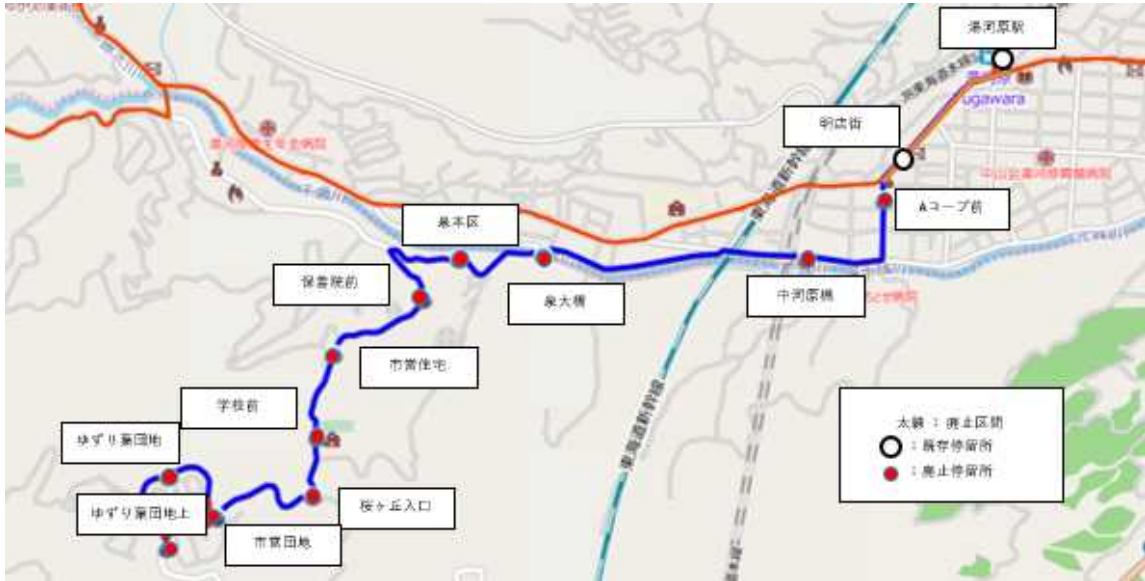 湯河原駅
ugawara
明店街
Aコープ前
泉本区
保善院前
泉大橋
中河原橋
千歳川
東海道新幹線
市営住宅
学校前
ゆずり葉団地
ゆずり葉団地上
市営団地
桜ヶ丘入口
東海道新幹線
太線 : 廃止区間
: 既存停留所
: 廃止停留所